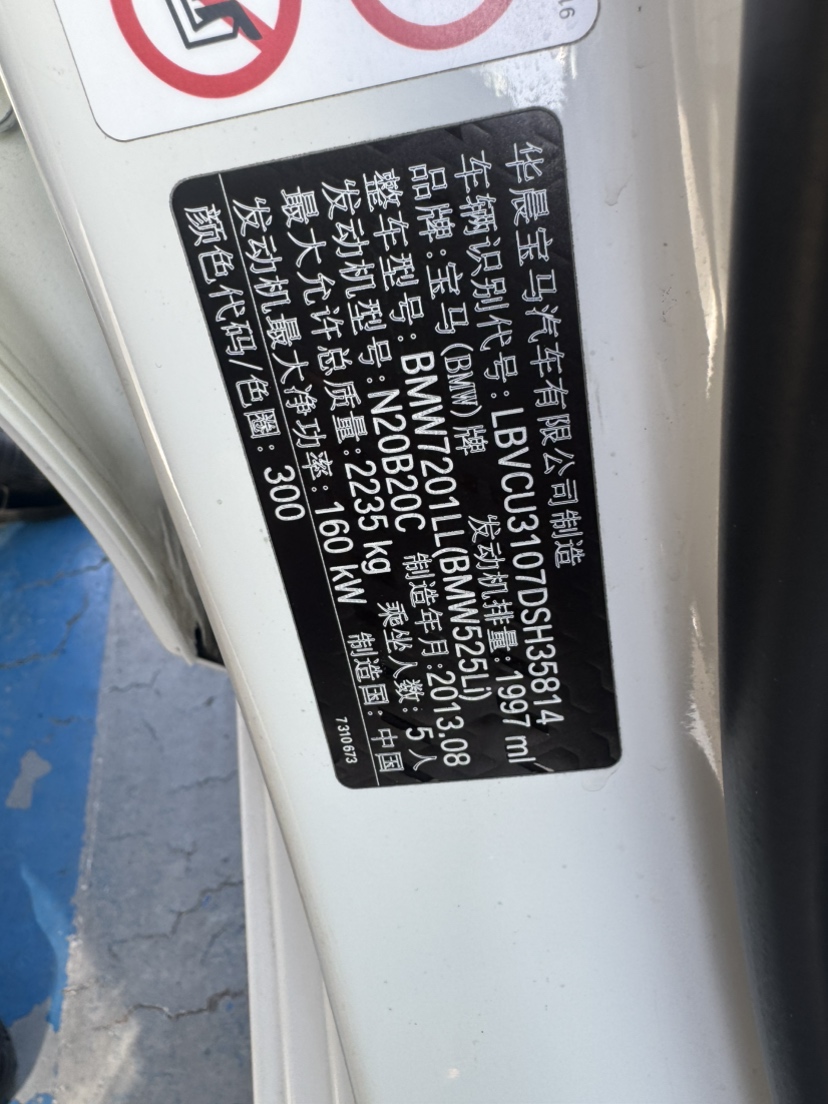 16
华晨宝马汽车有限公司制造
车辆识别代号：LBVCU3107DSH35814
品牌：宝马(BMW)牌 发动机排量：1997 ml
整车型号：BMW7201LL(BMW525Li)
发动机型号：N20B20C 制造年月：2013.08
最大允许总质量：2235 kg 乘坐人数：5人
发动机最大净功率：160 kW 制造国：中国
颜色代码/色圈：300 7310673